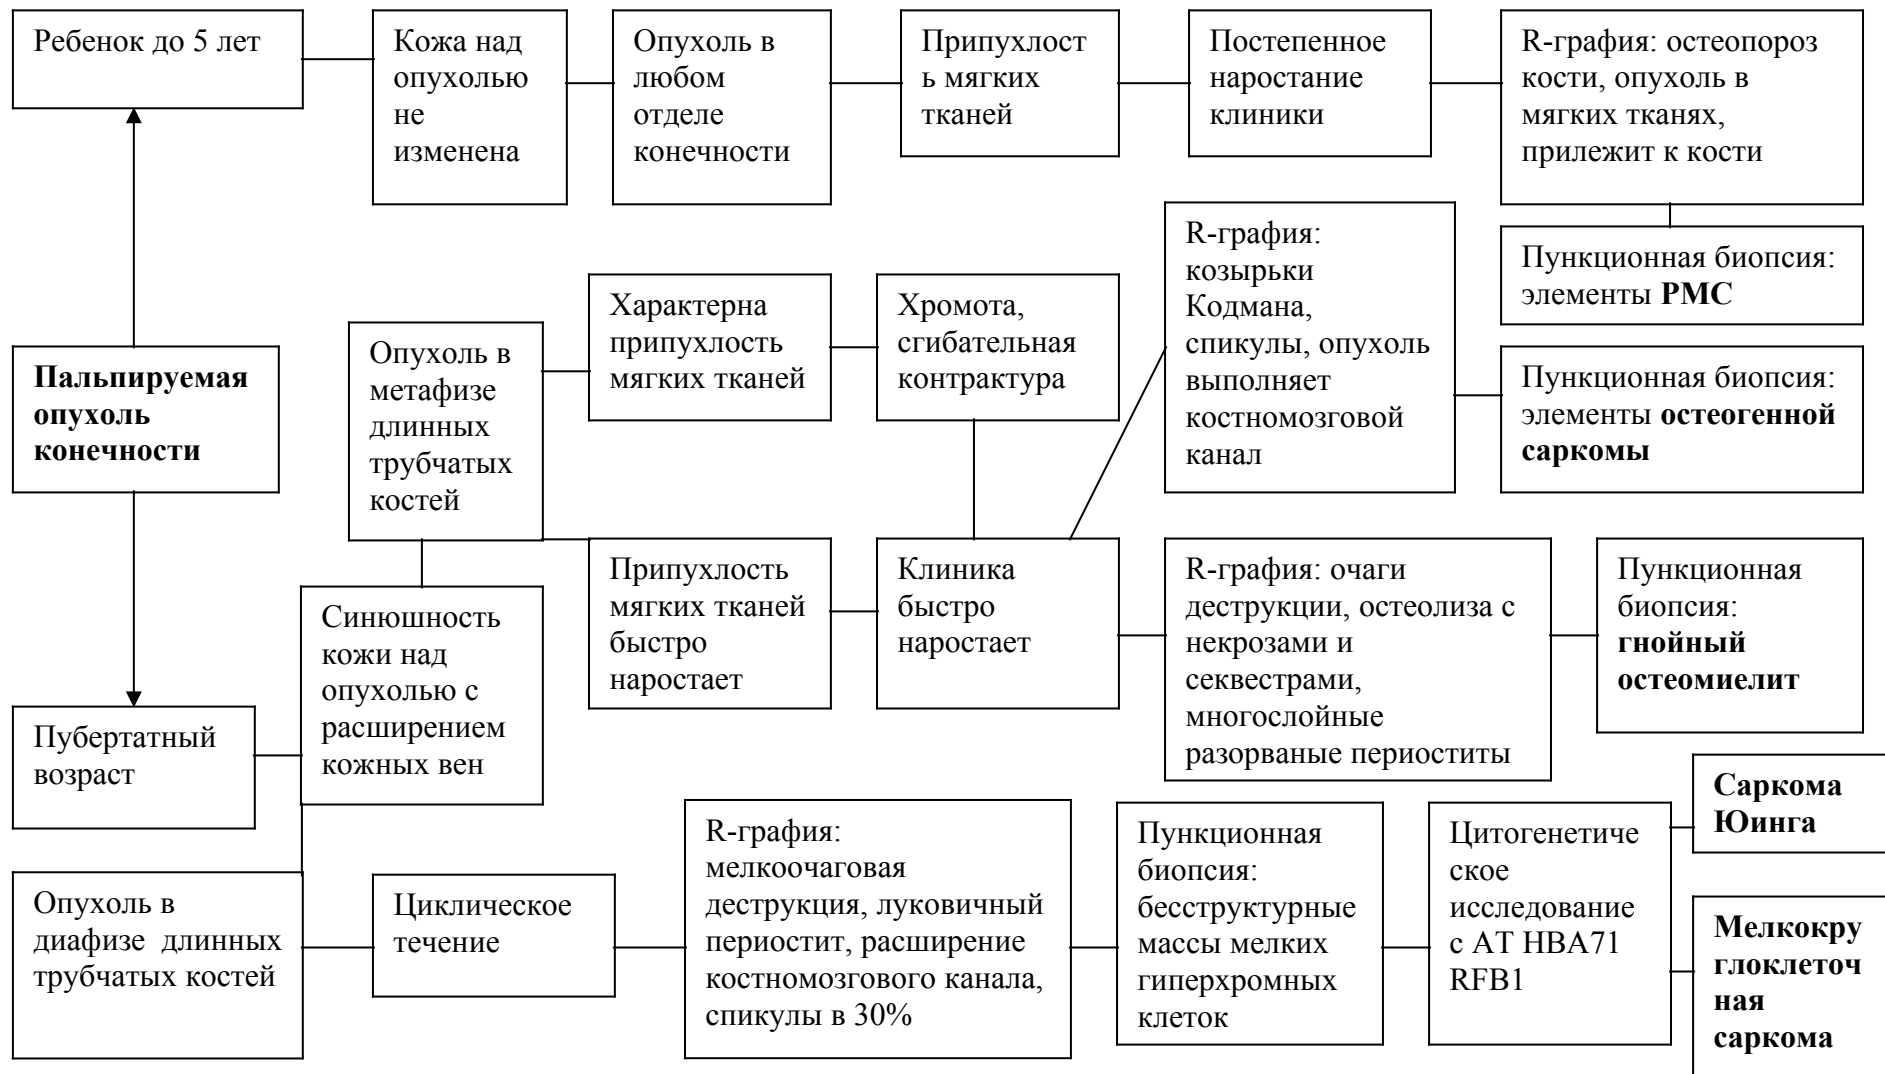 Ребенок до 5 лет
Кожа над
опухолью
не
изменена
Опухоль в
любом
отделе
конечности
Припухлост
ь мягких
тканей
Постепенное
наростание
клиники
R-графия: остеопороз
кости, опухоль в
мягких тканях,
прилежит к кости
Пункционная биопсия:
элементы РМС
Пальпируемая
опухоль
конечности
Опухоль в
метафизе
длинных
трубчатых
костей
Характерна
припухлость
мягких тканей
Хромота,
сгибательная
контрактура
R-графия:
козырьки
Кодмана,
спикулы, опухоль
выполняет
костномозговой
канал
Пункционная биопсия:
элементы остеогенной
саркомы
Припухлость
мягких тканей
быстро
наростает
Клиника
быстро
наростает
R-графия: очаги
деструкции, остеолиза с
некрозами и
секвестрами,
многослойные
разорваные периоститы
Пункционная
биопсия:
гнойный
остеомиелит
Пубертатный
возраст
Синюшность
кожи над
опухолью с
расширением
кожных вен
Опухоль в
диафизе длинных
трубчатых костей
Циклическое
течение
R-графия:
мелкоочаговая
деструкция, луковичный
периостит, расширение
костномозгового канала,
спикулы в 30%
Пункционная
биопсия:
бесструктурные
массы мелких
гиперхромных
клеток
Цитогенетиче
ское
исследование
с АТ НВА71
RFB1
Саркома
Юинга
Мелкокру
глоклеточ
ная
саркома